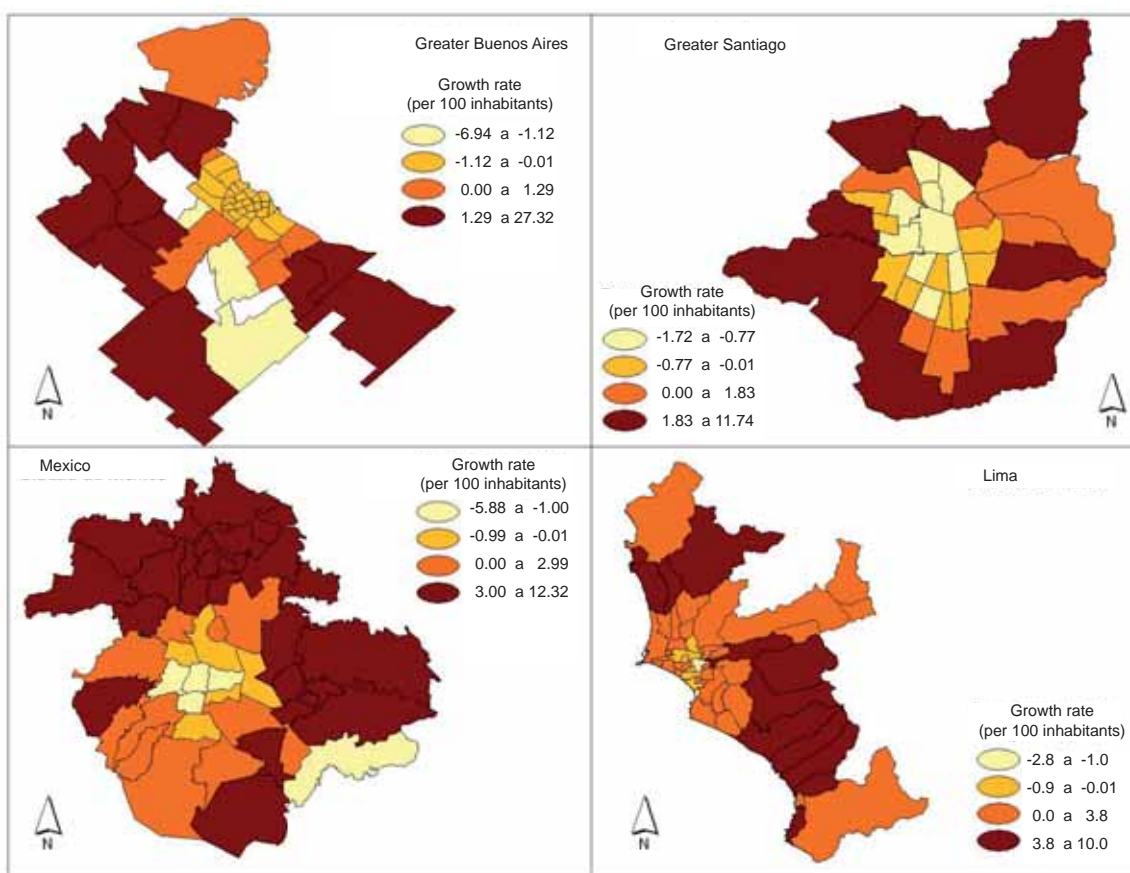 Greater Buenos Aires
Growth rate
(per 100 inhabitants)
-6.94 a -1.12
-1.12 a -0.01
0.00 a 1.29
1.29 a 27.32
N
Greater Santiago
Growth rate
(per 100 inhabitants)
-1.72 a -0.77
-0.77 a -0.01
0.00 a 1.83
1.83 a 11.74
N
Mexico
Growth rate
(per 100 inhabitants)
-5.88 a -1.00
-0.99 a -0.01
0.00 a 2.99
3.00 a 12.32
N
Lima
Growth rate
(per 100 inhabitants)
-2.8 a -1.0
-0.9 a -0.01
0.0 a 3.8
3.8 a 10.0
N